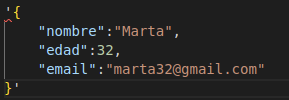 '{
"nombre":"Marta",
"edad":32,
"email":"marta32@gmail.com"
}'